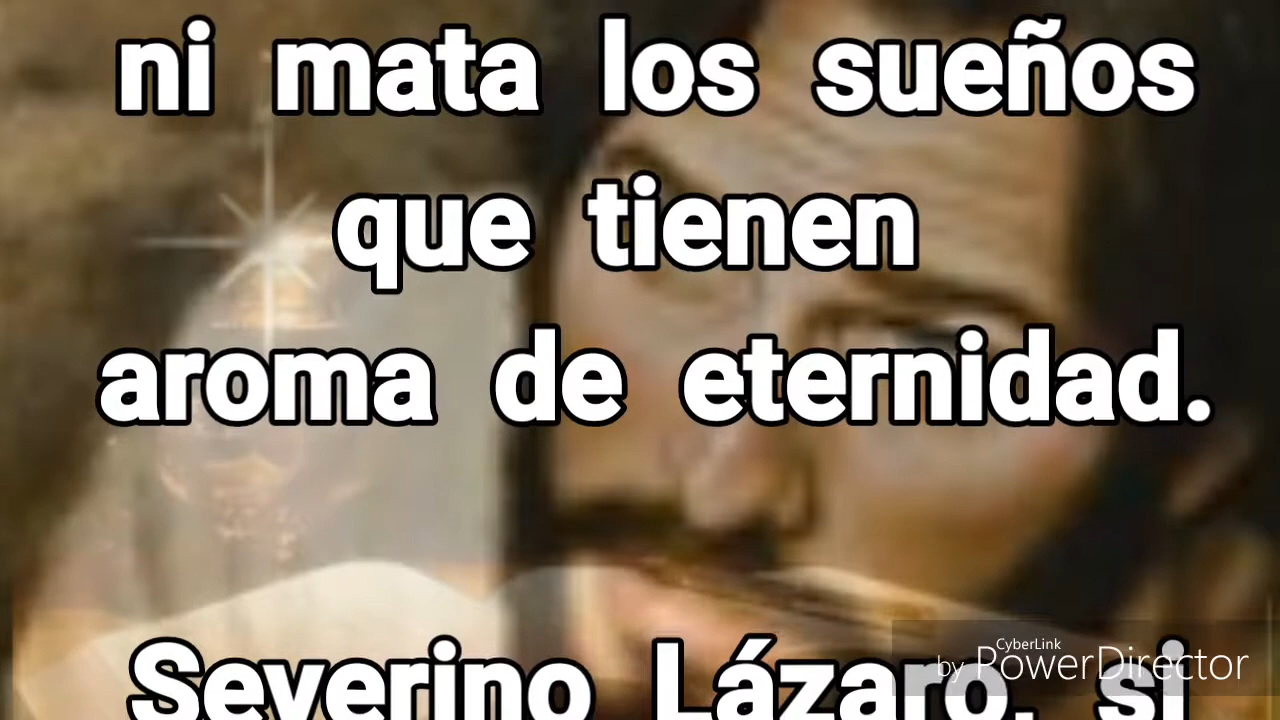 ni mata los sueños
que tienen
aroma de eternidad.
Severino Lázaro, si
CyberLink
by PowerDirector